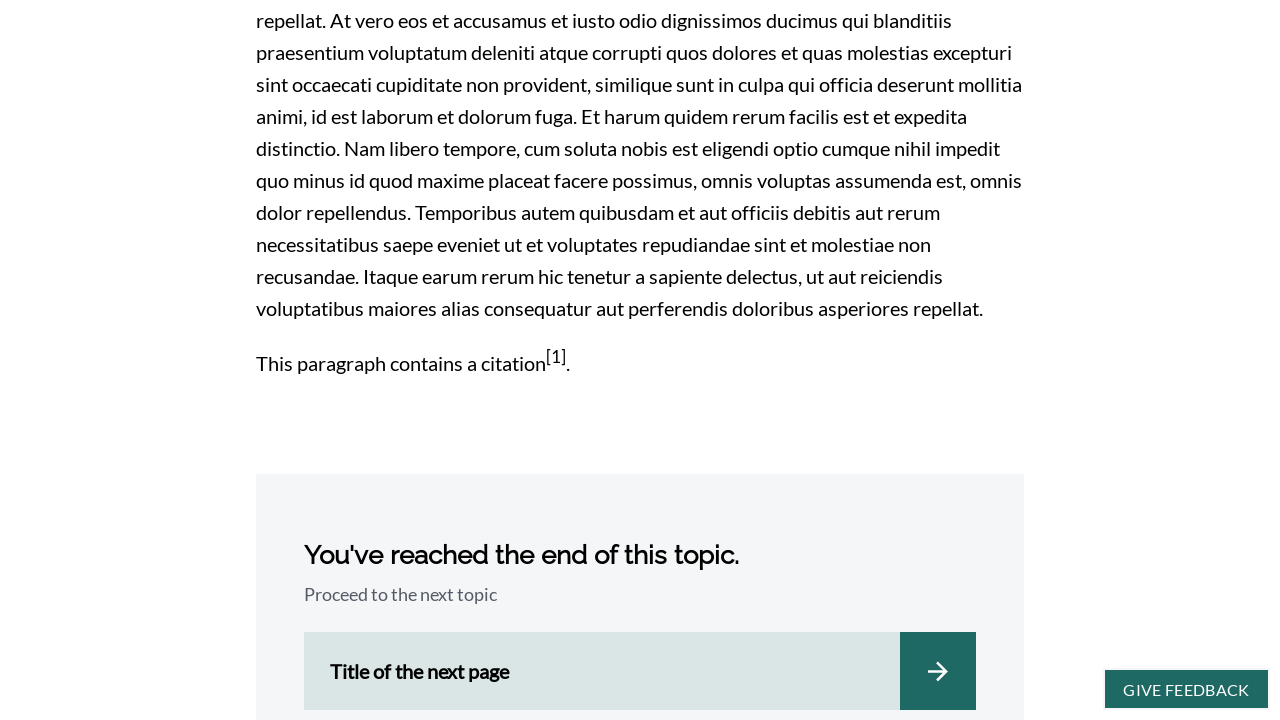 repellat. At vero eos et accusamus et iusto odio dignissimos ducimus qui blanditiis
praesentium voluptatum deleniti atque corrupti quos dolores et quas molestias excepturi
sint occaecati cupiditate non provident, similique sunt in culpa qui officia deserunt mollitia
animi, id est laborum et dolorum fuga. Et harum quidem rerum facilis est et expedita
distinctio. Nam libero tempore, cum soluta nobis est eligendi optio cumque nihil impedit
quo minus id quod maxime placeat facere possimus, omnis voluptas assumenda est, omnis
dolor repellendus. Temporibus autem quibusdam et aut officiis debitis aut rerum
necessitatibus saepe eveniet ut et voluptates repudiandae sint et molestiae non
recusandae. Itaque earum rerum hic tenetur a sapiente delectus, ut aut reiciendis
voluptatibus maiores alias consequatur aut perferendis doloribus asperiores repellat.
This paragraph contains a citation[1].
You've reached the end of this topic.
Proceed to the next topic
Title of the next page
GIVE FEEDBACK